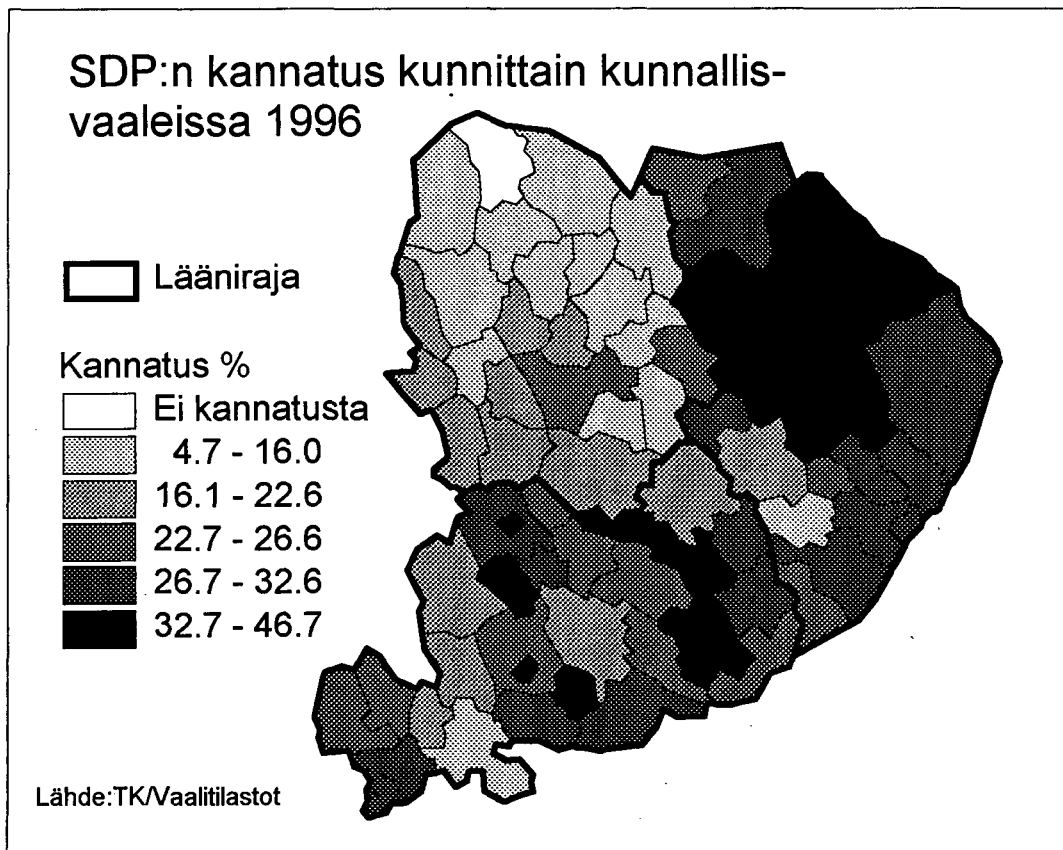 SDP:n kannatus kunnittain kunnallis-
vaaleissa 1996
Lääniraja
Kannatus %
Ei kannatusta
4.7 - 16.0
16.1 - 22.6
22.7 - 26.6
26.7 - 32.6
32.7 - 46.7
Lähde:TK/Vaalitilastot